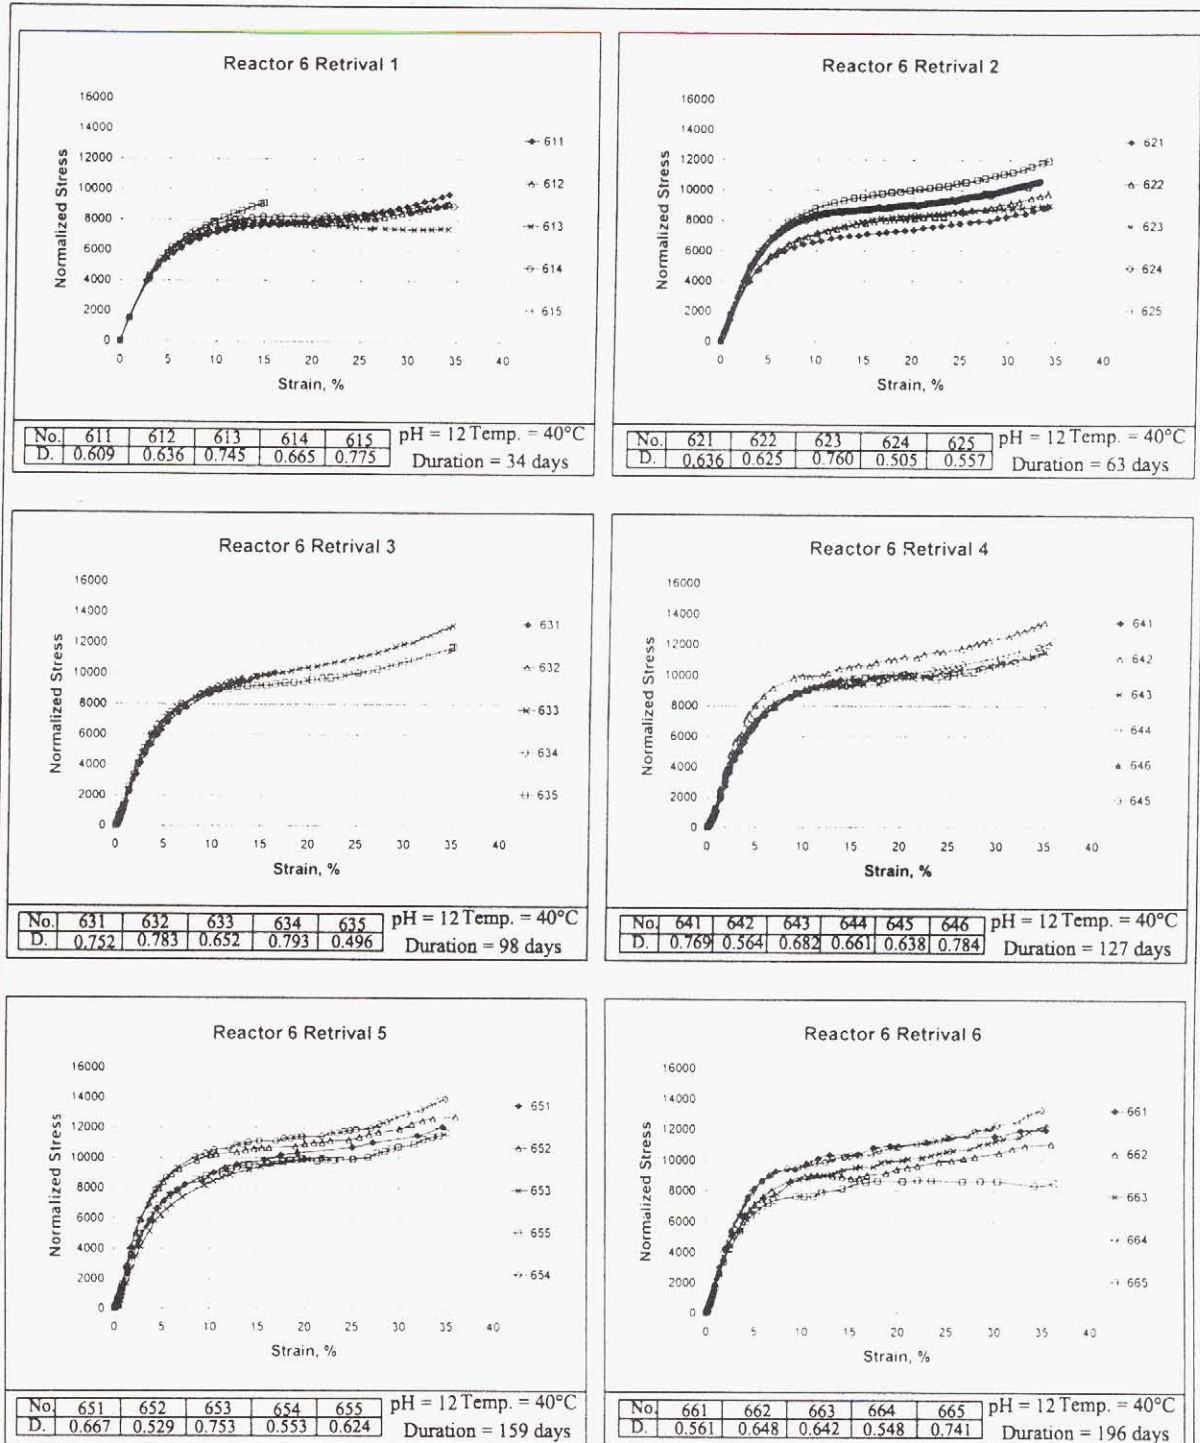 Reactor 6 Retrival 1
16000
14000
12000
10000
8000
6000
4000
2000
0
Normalized Stress
0 5 10 15 20 25 30 35 40
Strain, %
611
612
613
614
615
No. 611 612 613 614 615
D. 0.609 0.636 0.745 0.665 0.775
pH = 12 Temp. = 40°C
Duration = 34 days
Reactor 6 Retrival 2
16000
14000
12000
10000
8000
6000
4000
2000
0
Normalized Stress
0 5 10 15 20 25 30 35 40
Strain, %
621
622
623
624
625
No. 621 622 623 624 625
D. 0.636 0.625 0.760 0.505 0.557
pH = 12 Temp. = 40°C
Duration = 63 days
Reactor 6 Retrival 3
16000
14000
12000
10000
8000
6000
4000
2000
0
Normalized Stress
0 5 10 15 20 25 30 35 40
Strain, %
631
632
633
634
635
No. 631 632 633 634 635
D. 0.752 0.783 0.652 0.793 0.496
pH = 12 Temp. = 40°C
Duration = 98 days
Reactor 6 Retrival 4
16000
14000
12000
10000
8000
6000
4000
2000
0
Normalized Stress
0 5 10 15 20 25 30 35 40
Strain, %
641
642
643
644
646
645
No. 641 642 643 644 645 646
D. 0.769 0.564 0.682 0.661 0.638 0.784
pH = 12 Temp. = 40°C
Duration = 127 days
Reactor 6 Retrival 5
16000
14000
12000
10000
8000
6000
4000
2000
0
Normalized Stress
0 5 10 15 20 25 30 35 40
Strain, %
651
652
653
655
654
No. 651 652 653 654 655
D. 0.667 0.529 0.753 0.553 0.624
pH = 12 Temp. = 40°C
Duration = 159 days
Reactor 6 Retrival 6
16000
14000
12000
10000
8000
6000
4000
2000
0
Normalized Stress
0 5 10 15 20 25 30 35 40
Strain, %
661
662
663
664
665
No. 661 662 663 664 665
D. 0.561 0.648 0.642 0.548 0.741
pH = 12 Temp. = 40°C
Duration = 196 days